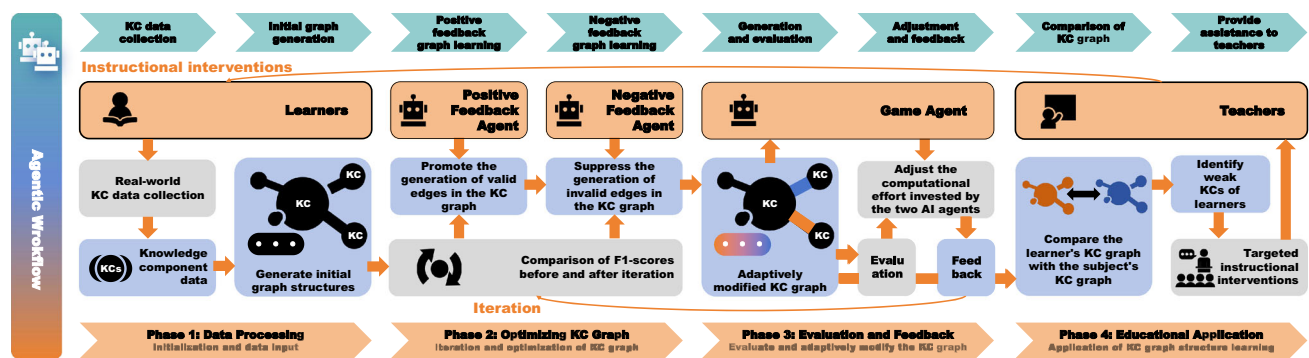 KC data
collection
Initial graph
generation
Positive
feedback
graph learning
Negative
feedback
graph learning
Generation
and evaluation
Adjustment
and feedback
Comparison of
KC graph
Provide
assistance to
teachers
Instructional interventions
Learners
Positive
Feedback
Agent
Negative
Feedback
Agent
Game Agent
Teachers
Agentic Wrokflow
Real-world
KC data collection
KCs
Knowledge
component
data
KC
KC
KC
Generate initial
graph structures
Promote the
generation of valid
edges in the KC
graph
Suppress the
generation of
invalid edges in
the KC graph
Comparison of F1-scores
before and after iteration
KC
KC
KC
Adaptively
modified KC graph
Adjust the
computational
effort invested by
the two AI agents
Evalu
ation
Feed
back
Compare the
learner's KC graph
with the subject's
KC graph
Identify
weak
KCs of
learners
Targeted
instructional
interventions
Iteration
Phase 1: Data Processing
Initialization and data input
Phase 2: Optimizing KC Graph
Iteration and optimization of KC graph
Phase 3: Evaluation and Feedback
Evaluate and adaptively modify the KC graph
Phase 4: Educational Application
Application of KC graph structure learning